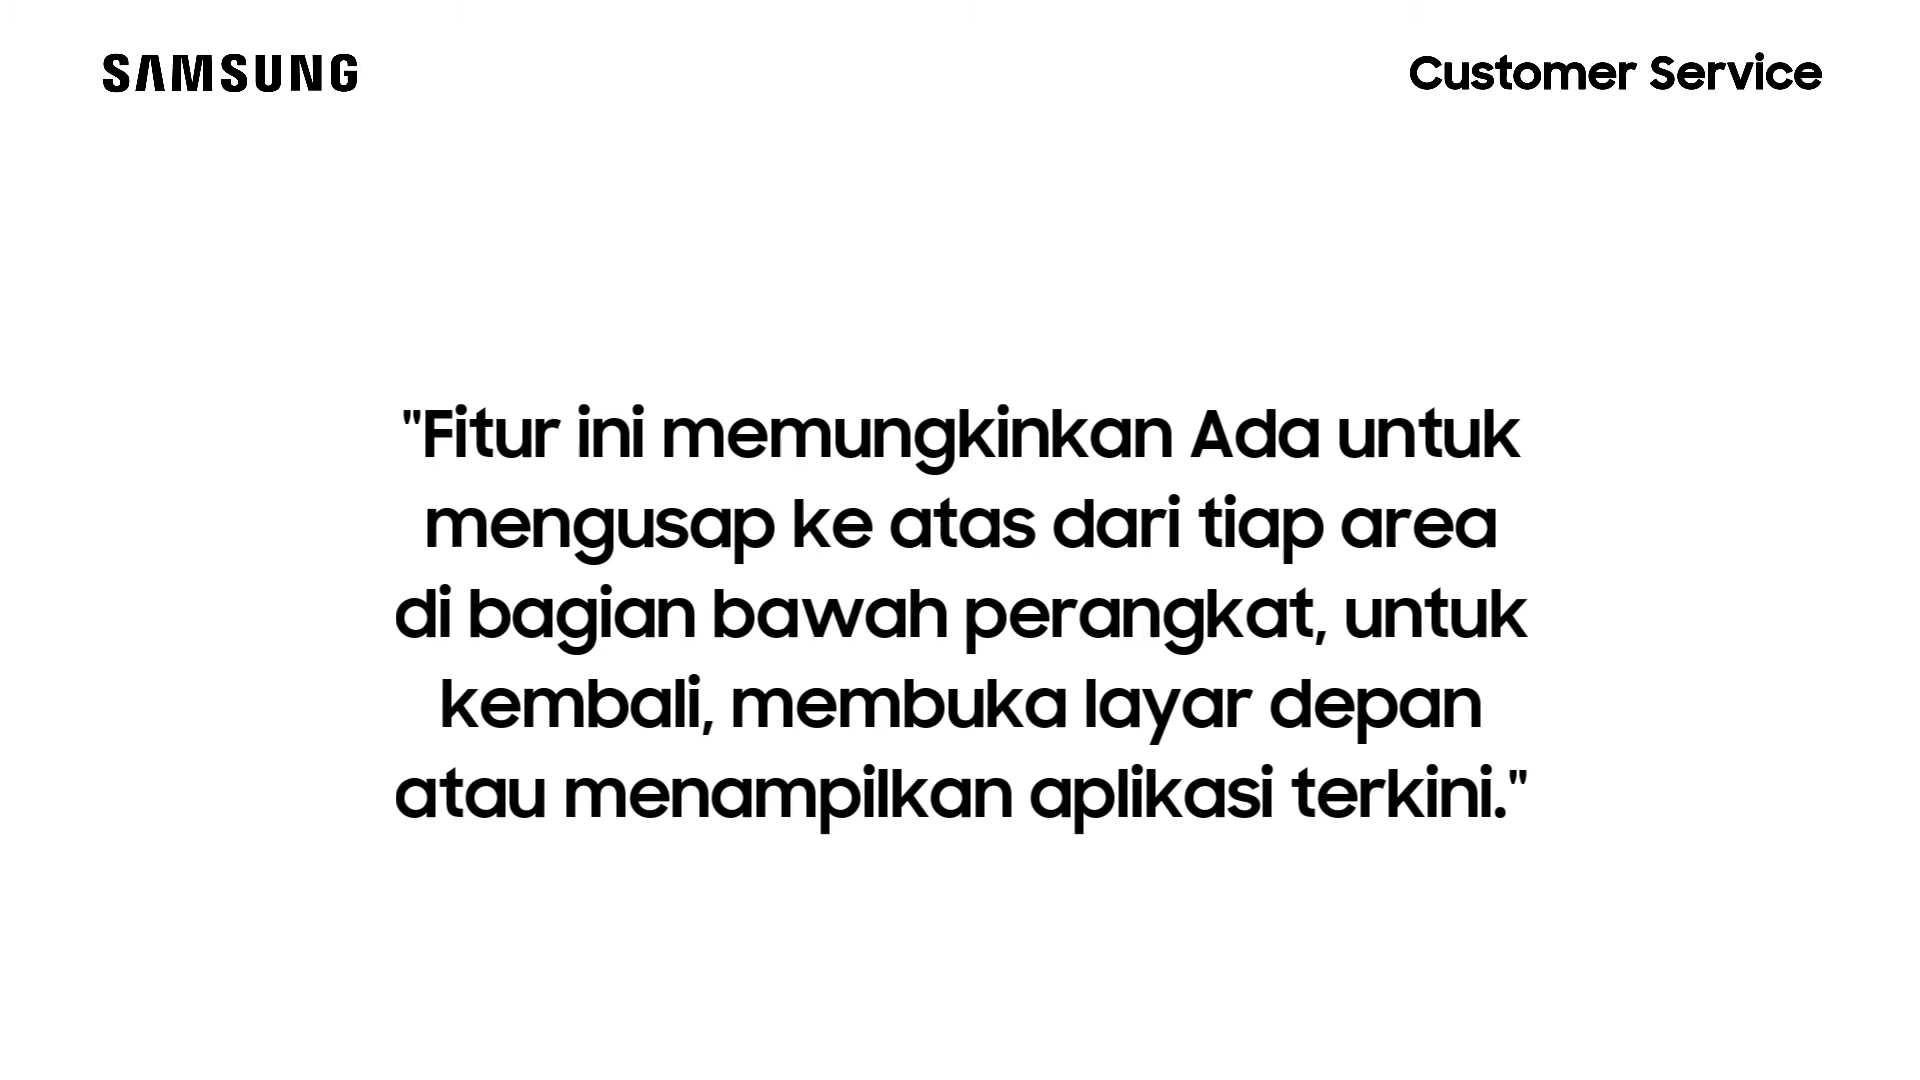 SAMSUNG
Customer Service
"Fitur ini memungkinkan Ada untuk
mengusap ke atas dari tiap area
di bagian bawah perangkat, untuk
kembali, membuka layar depan
atau menampilkan aplikasi terkini."